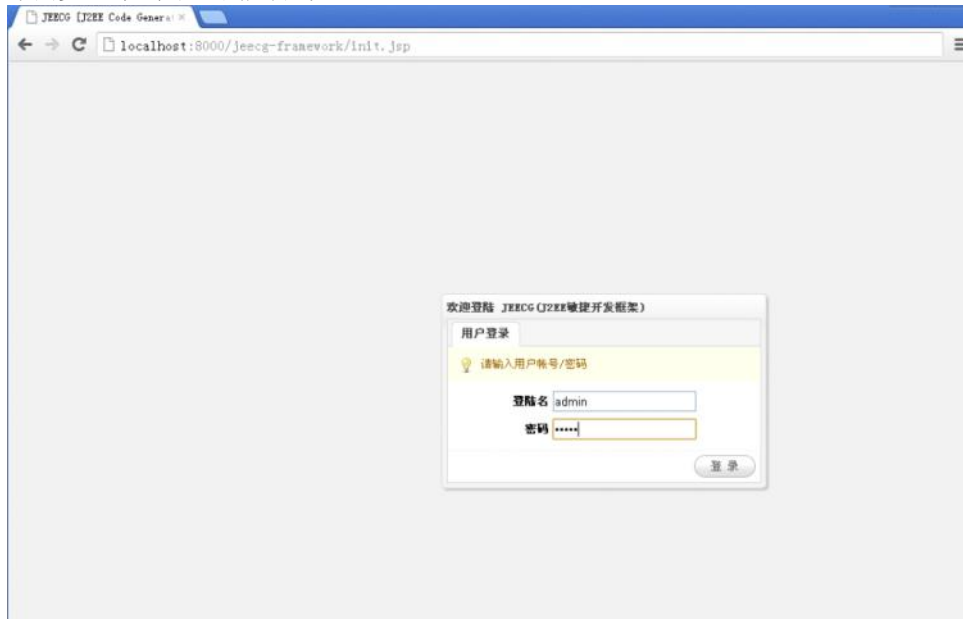 JEECG [J2EE Code Genera
localhost:8000/jeecg-framework/init.jsp
欢迎登陆 JEECG(J2EE敏捷开发框架)
用户登录
请输入用户帐号/密码
登陆名 admin
密码 •••••
登录